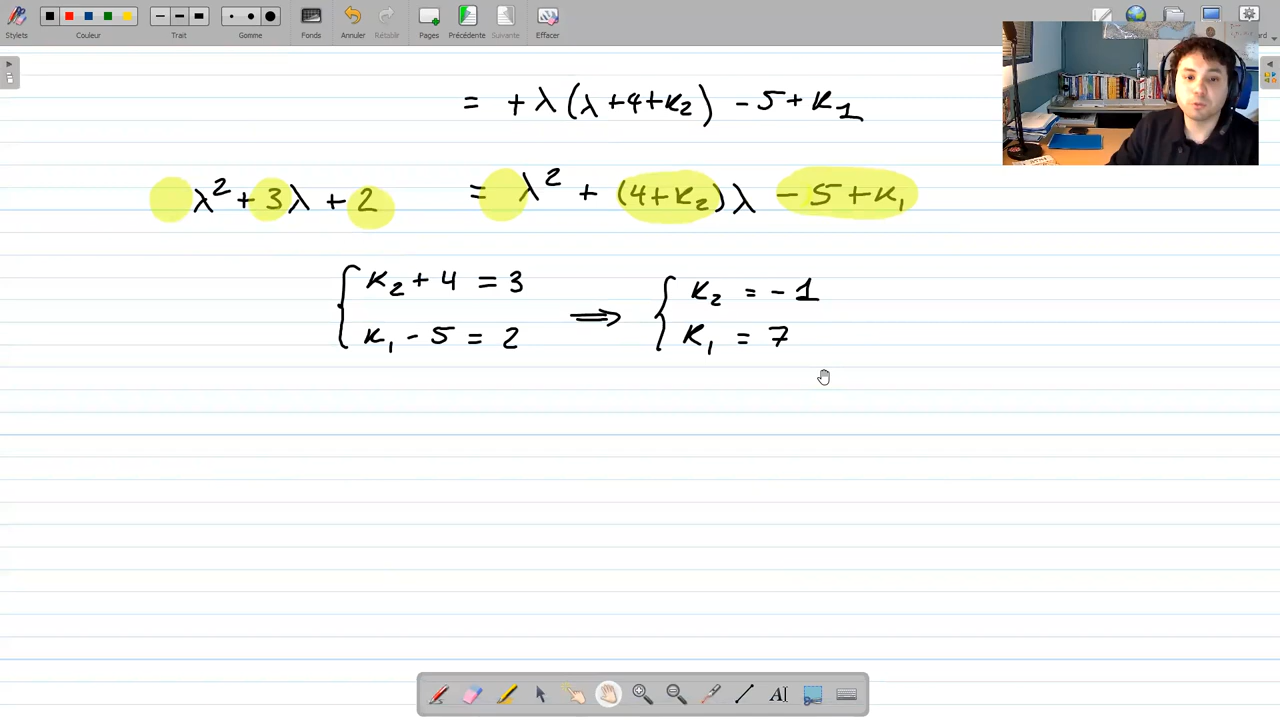 Stylets Couleur Trait Gomme Fonds Annuler Rétablir Pages Précédente Suivante Effacer
= + λ (λ + 4 + K₂) - 5 + K₁
λ² + 3λ + 2 = λ² + (4 + K₂) λ - 5 + K₁
{ K₂ + 4 = 3 ⟹ { K₂ = - 1
K₁ - 5 = 2 K₁ = 7